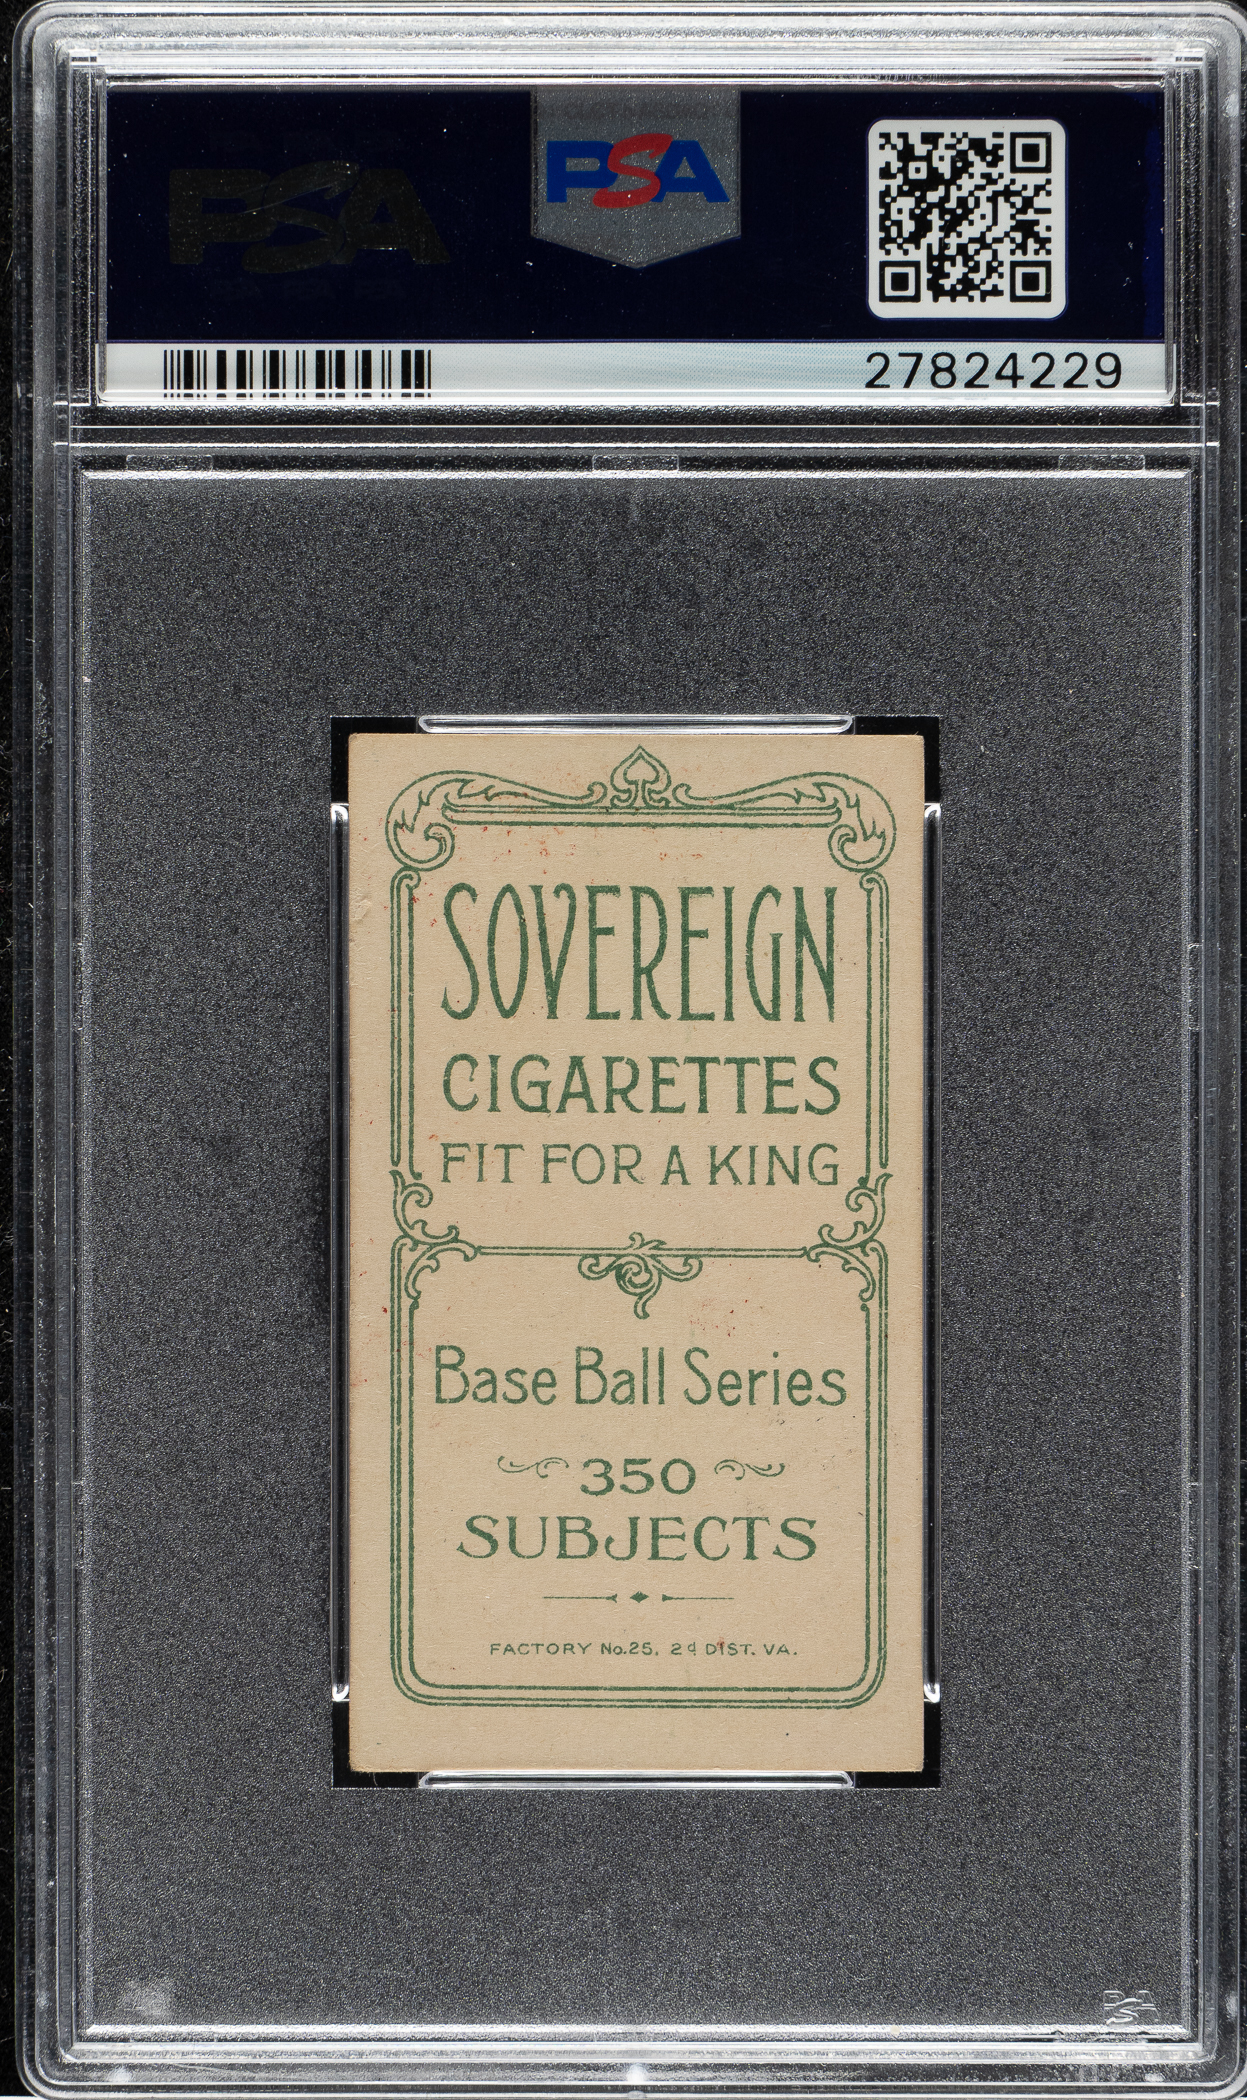 PSA
PSA
27824229
SOVEREIGN
CIGARETTES
FIT FOR A KING
Base Ball Series
350
SUBJECTS
FACTORY No.25, 2d DIST. VA.
PSA